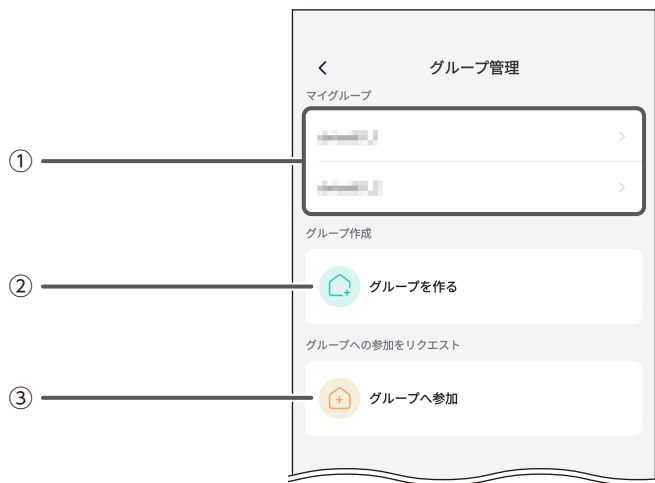 グループ管理
マイグループ
①
グループ作成
② グループを作る
グループへの参加をリクエスト
③ グループへ参加